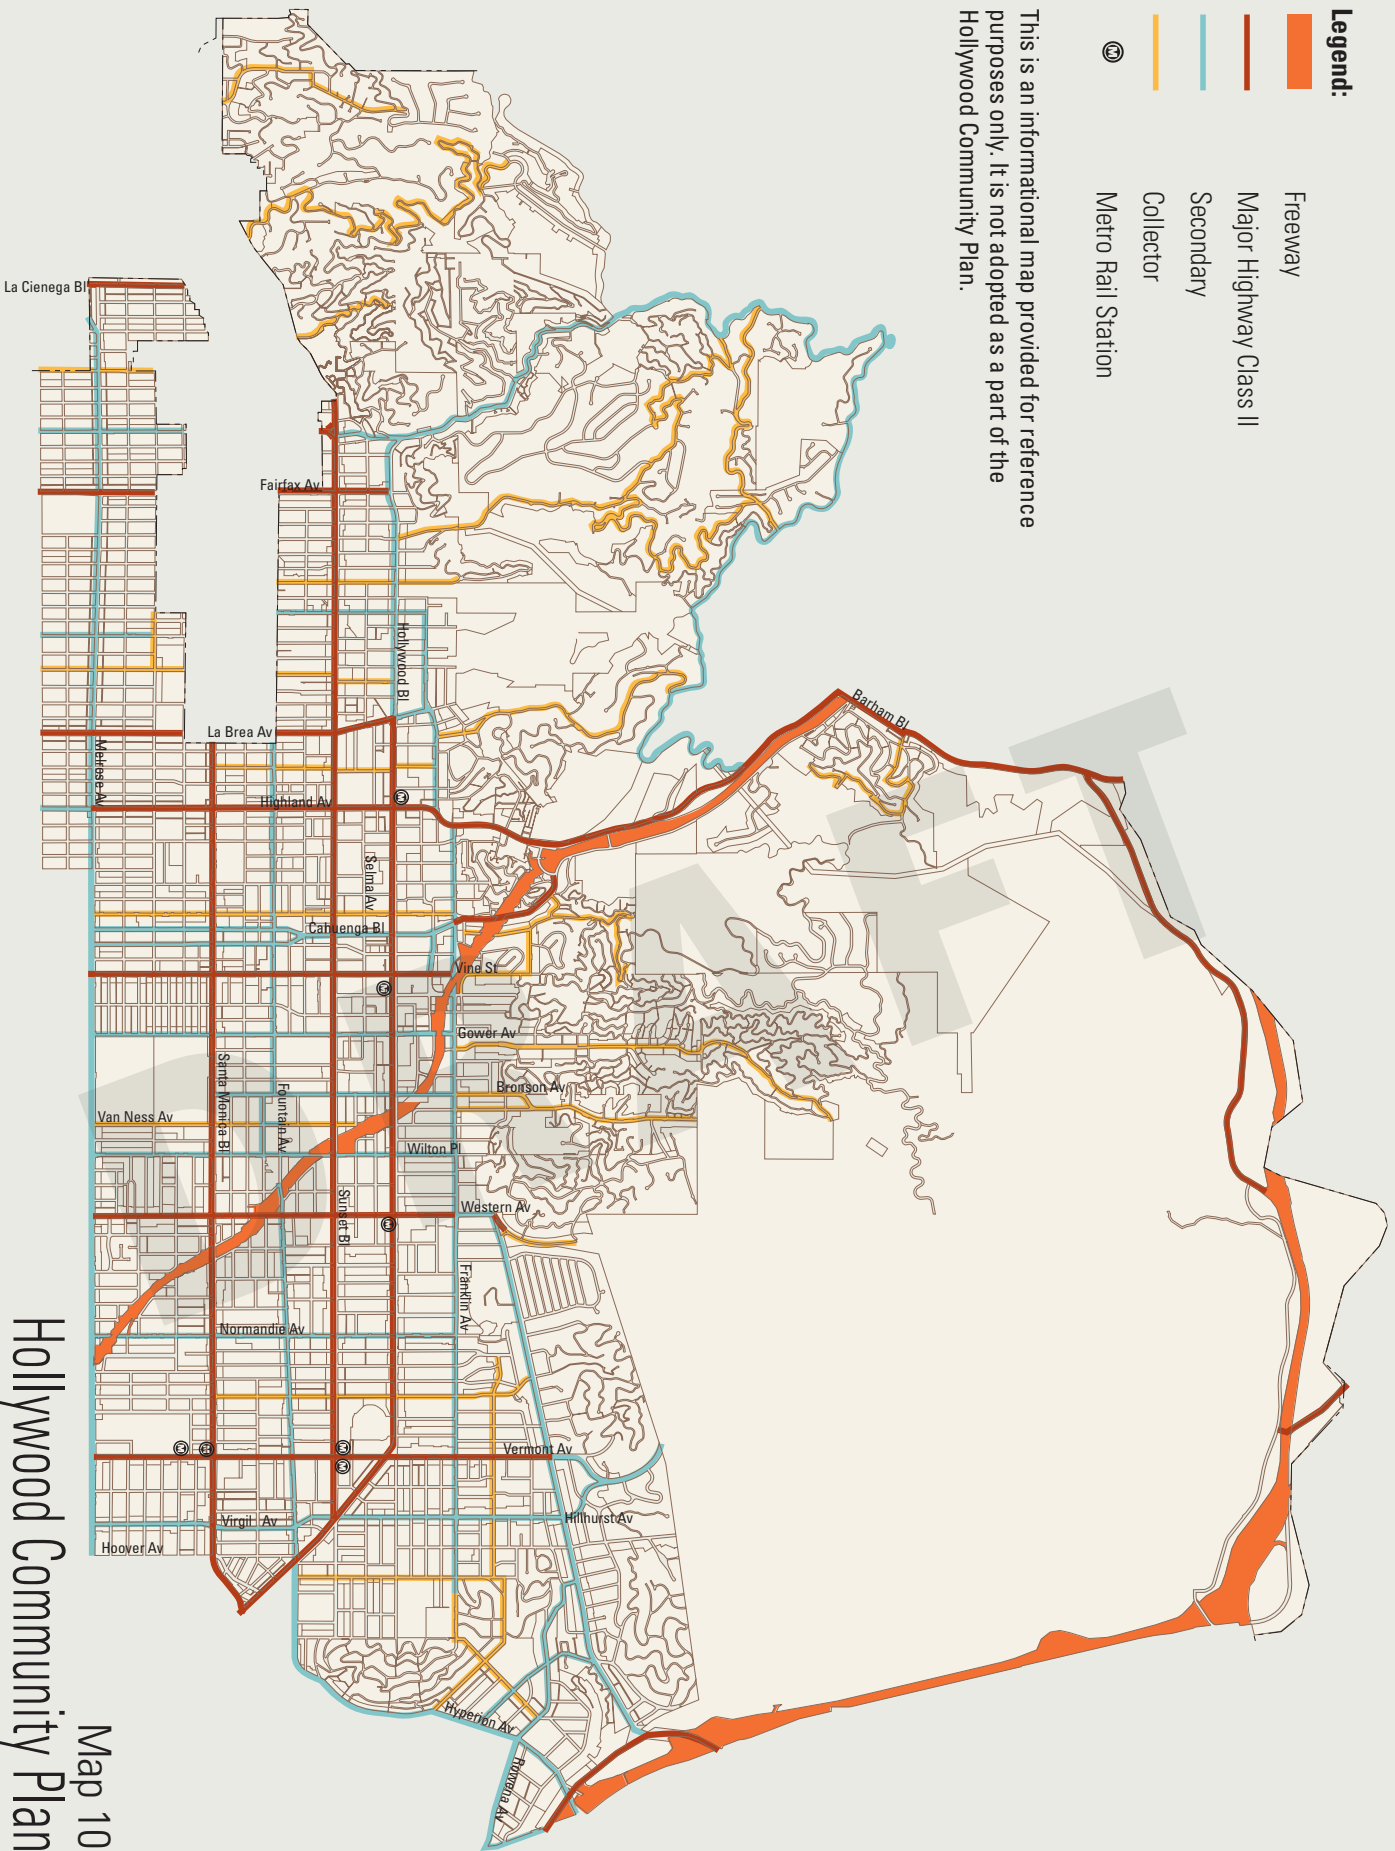 Legend:
Freeway
Major Highway Class II
Secondary
Collector
Metro Rail Station
This is an informational map provided for reference
purposes only. It is not adopted as a part of the
Hollywood Community Plan.
DRAFT
La Cienega Bl
Fairfax Av
Hollywood Bl
Barham Bl
La Brea Av
Melrose Av
Highland Av
Selma Av
Cahuenga Bl
Vine St
Gower Av
Santa Monica Bl
Fountain Av
Bronson Av
Van Ness Av
Wilton Pl
Sunset Bl
Western Av
Franklin Av
Normandie Av
Vermont Av
Virgil Av
Hillhurst Av
Hoover Av
Hyperion Av
Rowena Av
Map 10
Hollywood Community Plan